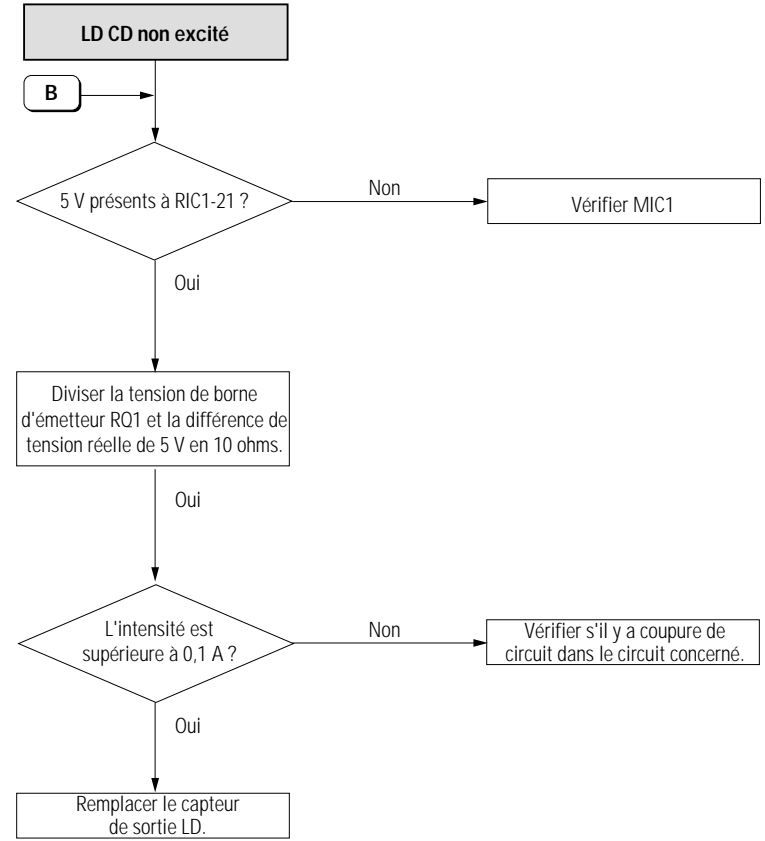 LD CD non excité
B
5 V présents à RIC1-21 ?
Non
Vérifier MIC1
Oui
Diviser la tension de borne
d'émetteur RQ1 et la différence de
tension réelle de 5 V en 10 ohms.
Oui
L'intensité est
supérieure à 0,1 A ?
Non
Vérifier s'il y a coupure de
circuit dans le circuit concerné.
Oui
Remplacer le capteur
de sortie LD.